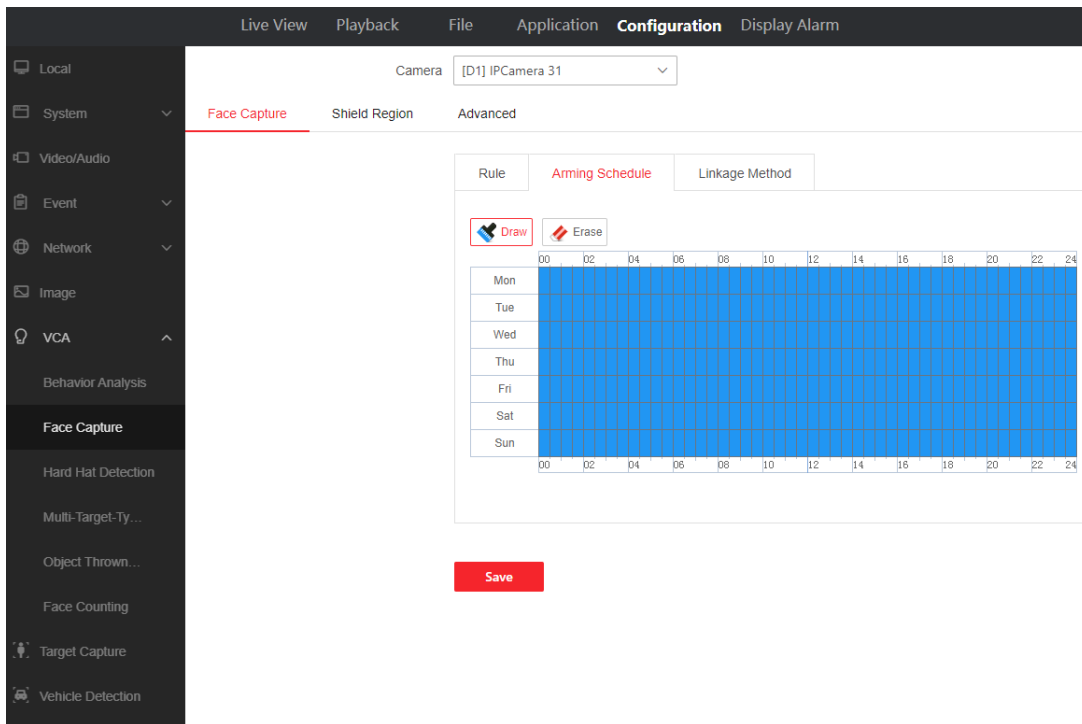 Live View Playback File Application Configuration Display Alarm
Local
System
Video/Audio
Event
Network
Image
VCA
Behavior Analysis
Face Capture
Hard Hat Detection
Multi-Target-Ty...
Object Thrown...
Face Counting
Target Capture
Vehicle Detection
Camera [D1] IPCamera 31
Face Capture Shield Region Advanced
Rule Arming Schedule Linkage Method
Draw Erase
00 02 04 06 08 10 12 14 16 18 20 22 24
Mon
Tue
Wed
Thu
Fri
Sat
Sun
00 02 04 06 08 10 12 14 16 18 20 22 24
Save